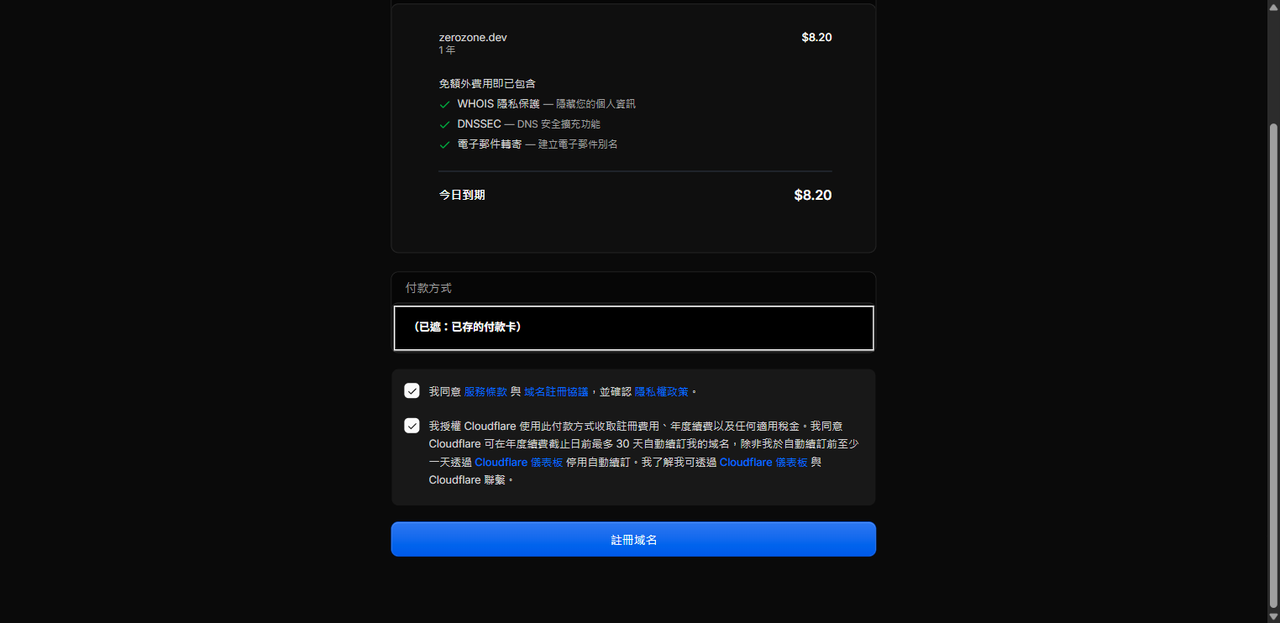 zerozone.dev $8.20
1 年
免額外費用即已包含
WHOIS 隱私保護 — 隱藏您的個人資訊
DNSSEC — DNS 安全擴充功能
電子郵件轉寄 — 建立電子郵件別名
今日到期 $8.20
付款方式
（已遮：已存的付款卡）
我同意 服務條款 與 域名註冊協議，並確認 隱私權政策。
我授權 Cloudflare 使用此付款方式收取註冊費用、年度續費以及任何適用稅金。我同意
Cloudflare 可在年度續費截止日前最多 30 天自動續訂我的域名，除非我於自動續訂前至少
一天透過 Cloudflare 儀表板 停用自動續訂。我了解我可透過 Cloudflare 儀表板 與
Cloudflare 聯繫。
註冊域名